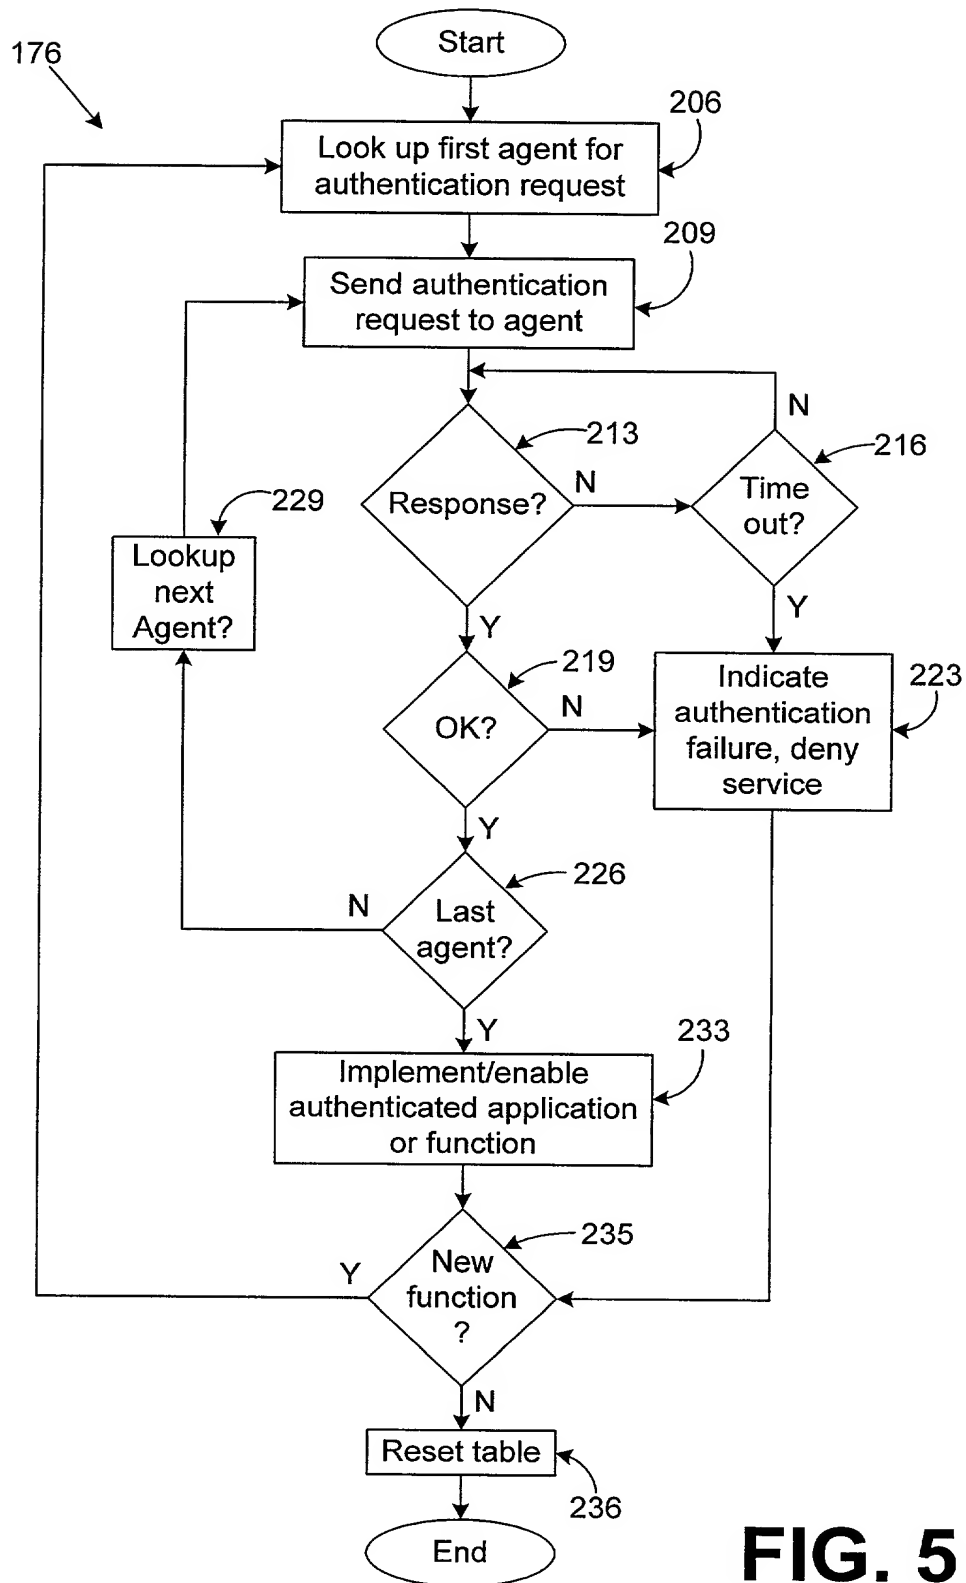 Start
176
206
Look up first agent for
authentication request
209
Send authentication
request to agent
N
213
216
Response?
N
Time
out?
229
Lookup
next
Agent?
Y
Y
219
OK?
N
Indicate
authentication
failure, deny
service
223
Y
226
N
Last
agent?
Y
233
Implement/enable
authenticated application
or function
235
Y
New
function
?
N
Reset table
236
End
FIG. 5